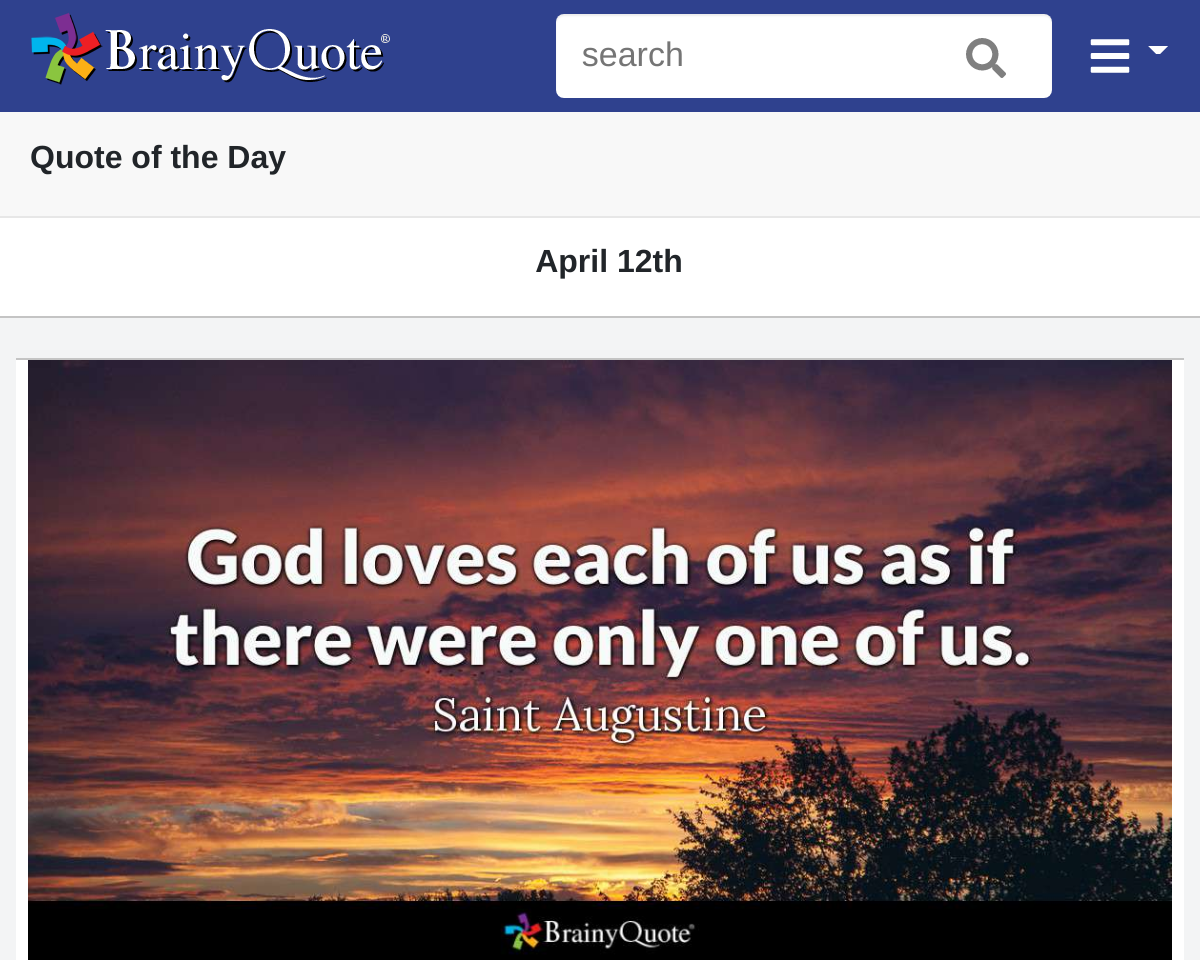 BrainyQuote®
search
Quote of the Day
April 12th
God loves each of us as if
there were only one of us.
Saint Augustine
BrainyQuote®